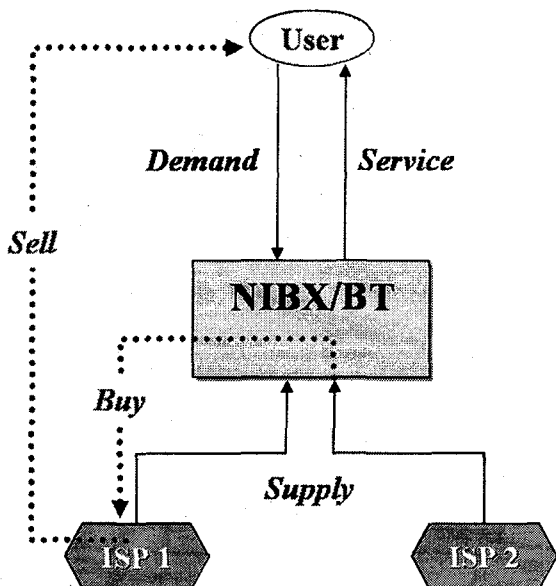 User
Demand
Service
Sell
NIBX/BT
Buy
Supply
ISP 1
ISP 2